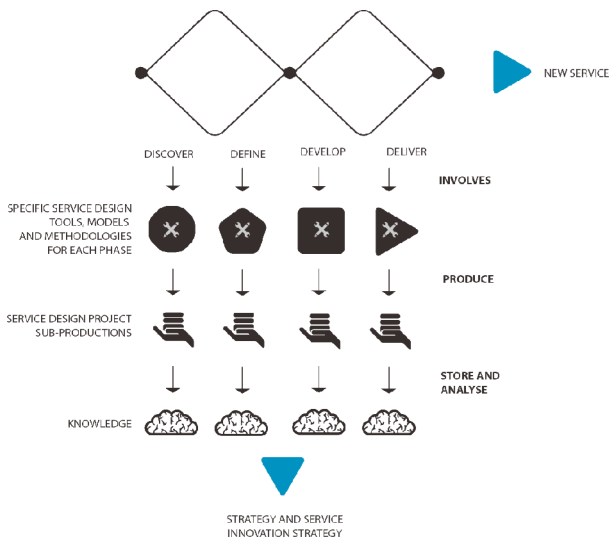 NEW SERVICE
DISCOVER
DEFINE
DEVELOP
DELIVER
INVOLVES
SPECIFIC SERVICE DESIGN
TOOLS, MODELS
AND METHODOLOGIES
FOR EACH PHASE
PRODUCE
SERVICE DESIGN PROJECT
SUB-PRODUCTIONS
STORE AND
ANALYSE
KNOWLEDGE
STRATEGY AND SERVICE
INNOVATION STRATEGY